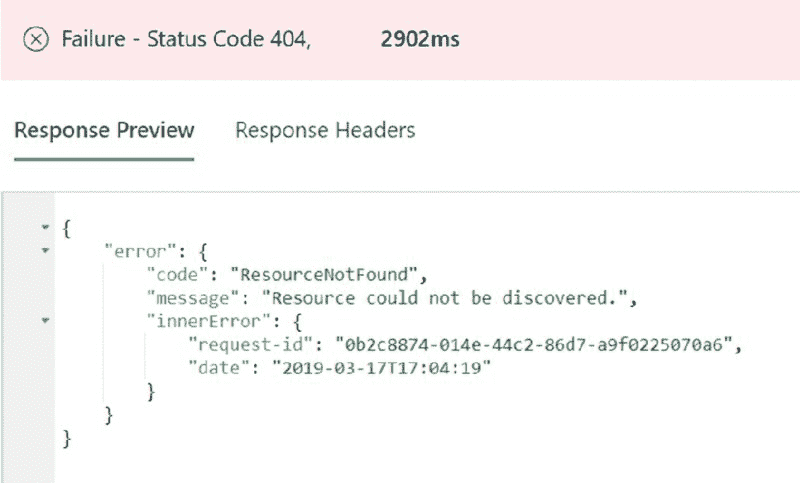 Failure - Status Code 404, 2902ms
Response Preview Response Headers
{
"error": {
"code": "ResourceNotFound",
"message": "Resource could not be discovered.",
"innerError": {
"request-id": "0b2c8874-014e-44c2-86d7-a9f0225070a6",
"date": "2019-03-17T17:04:19"
}
}
}